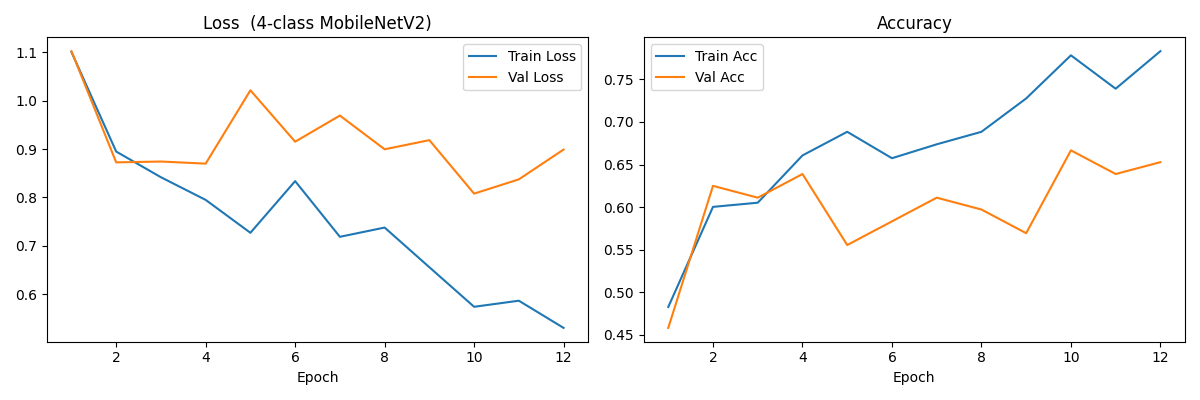 Loss  (4-class MobileNetV2)
1.1
1.0
0.9
0.8
0.7
0.6
Train Loss
Val Loss
2 4 6 8 10 12
Epoch
Accuracy
0.75
0.70
0.65
0.60
0.55
0.50
0.45
Train Acc
Val Acc
2 4 6 8 10 12
Epoch